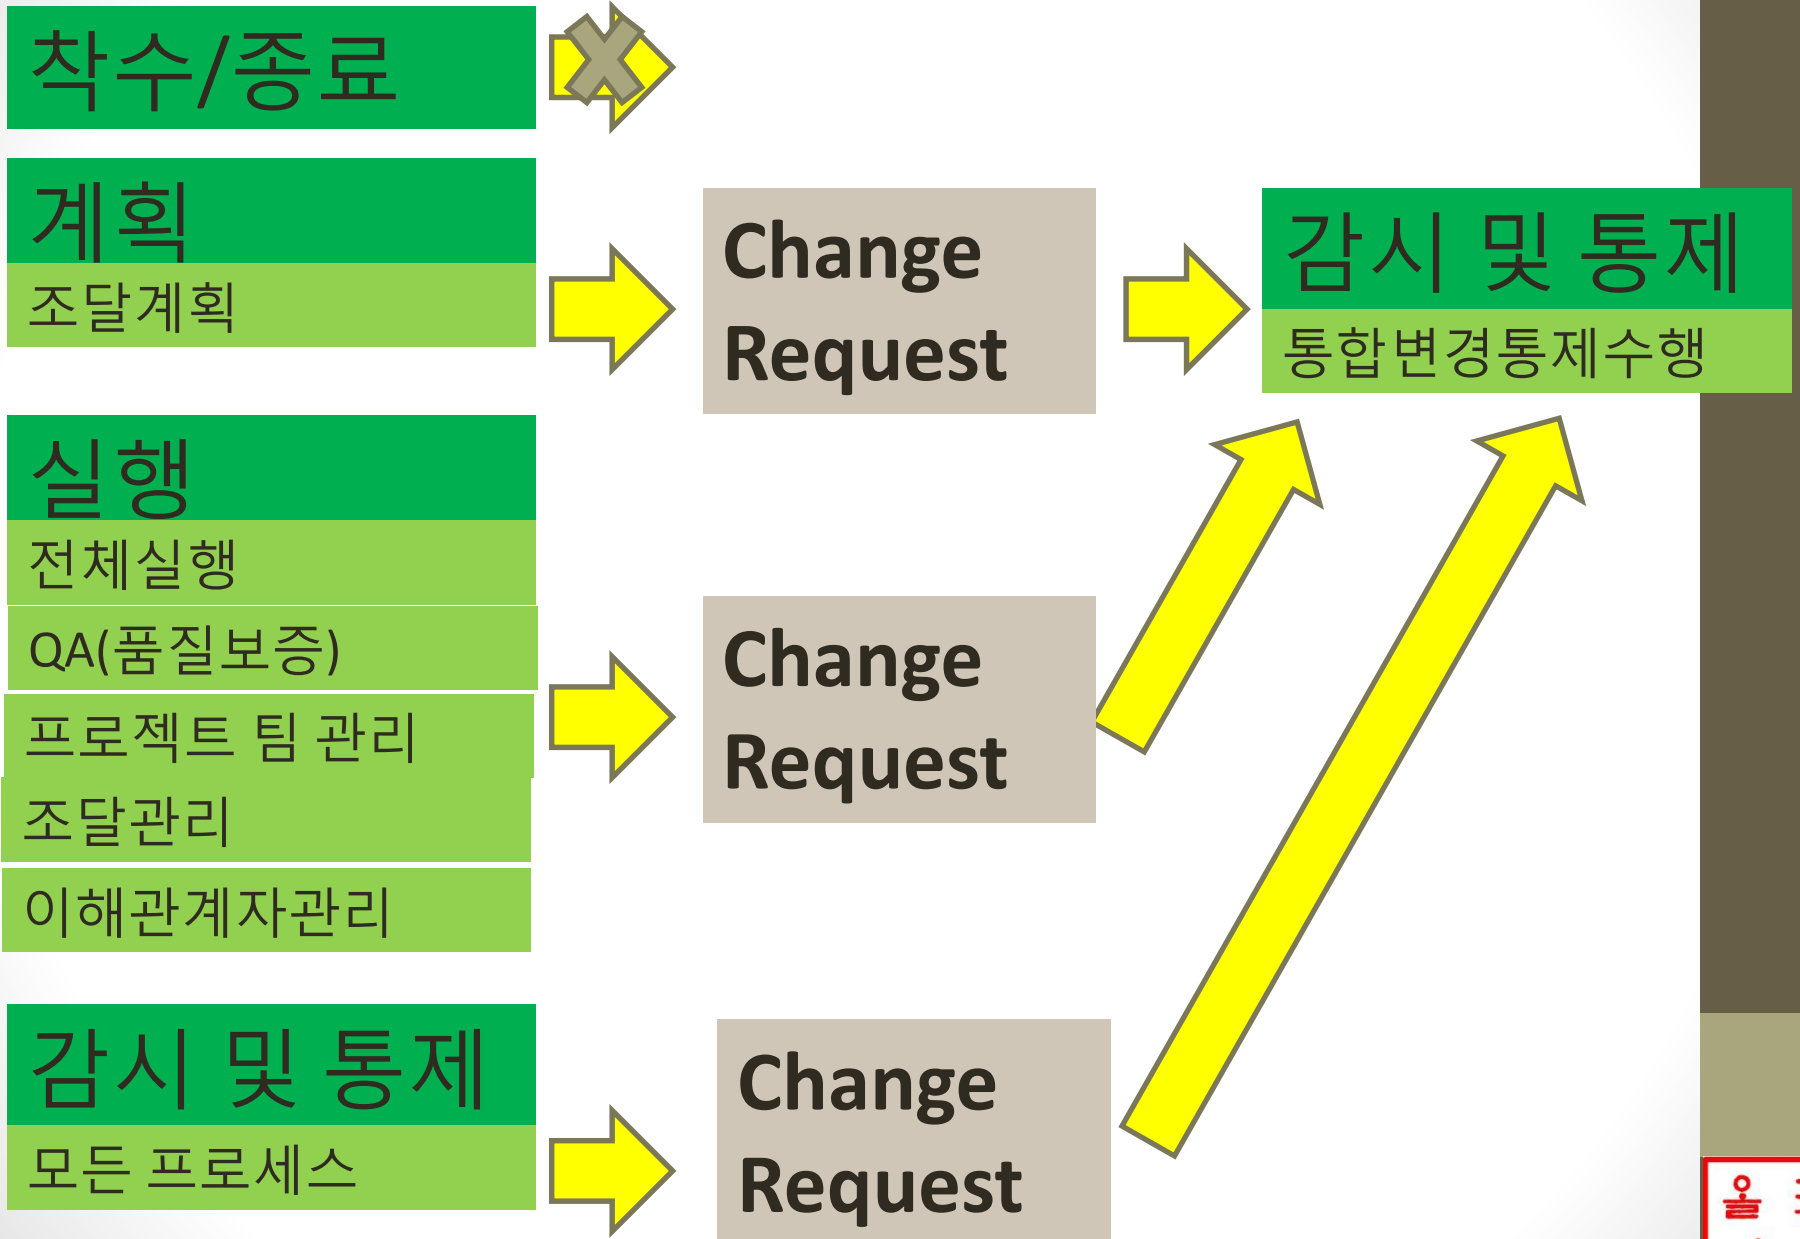 착수/종료
계획
조달계획
Change
Request
감시 및 통제
통합변경통제수행
실행
전체실행
QA(품질보증)
프로젝트 팀 관리
조달관리
이해관계자관리
Change
Request
감시 및 통제
모든 프로세스
Change
Request
올